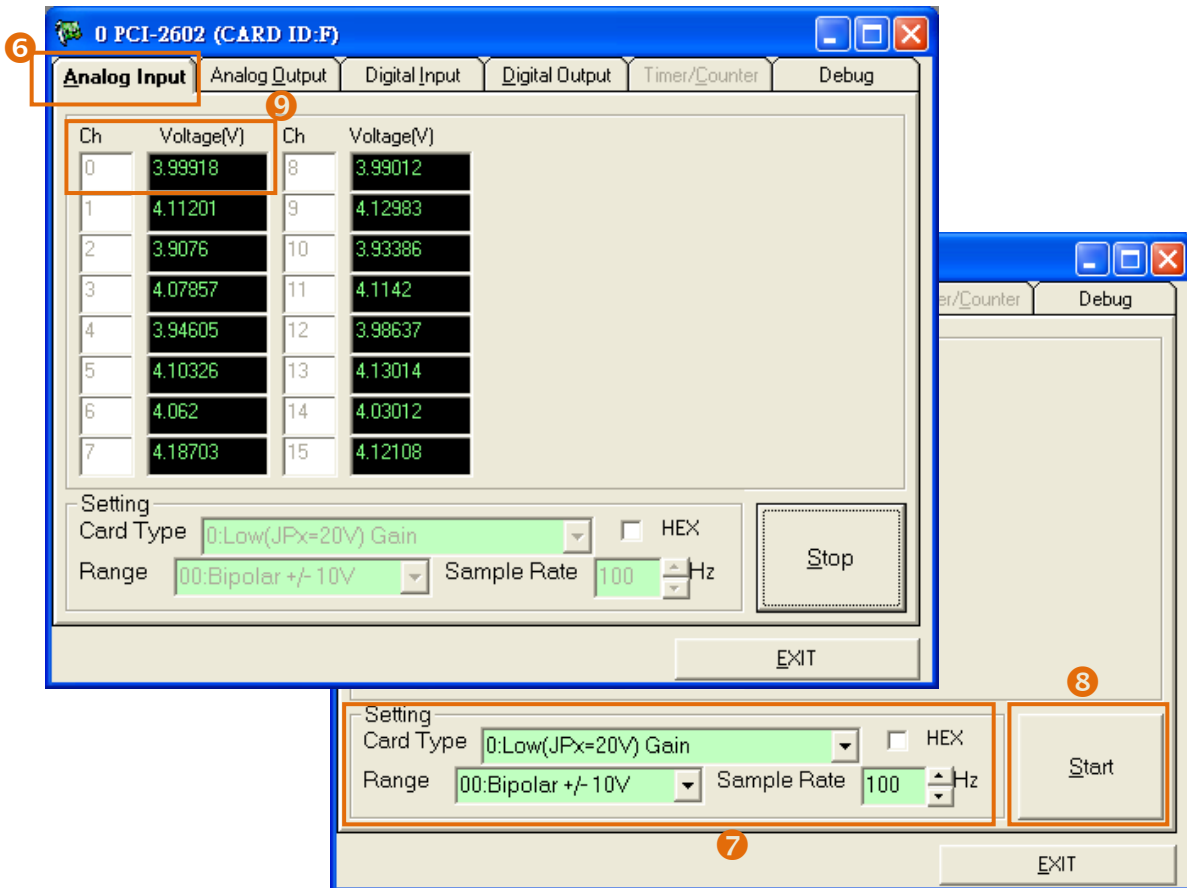 0 PCI-2602 (CARD ID:F)
6
Analog Input Analog Output Digital Input Digital Output Timer/Counter Debug
9
Ch Voltage(V) Ch Voltage(V)
0 3.99918 8 3.99012
1 4.11201 9 4.12983
2 3.9076 10 3.93386
3 4.07857 11 4.1142
4 3.94605 12 3.98637
5 4.10326 13 4.13014
6 4.062 14 4.03012
7 4.18703 15 4.12108
Setting
Card Type 0:Low(JPx=20V) Gain HEX
Range 00:Bipolar +/- 10V Sample Rate 100 Hz
Stop
EXIT
er/Counter Debug
8
Setting
Card Type 0:Low(JPx=20V) Gain HEX
Range 00:Bipolar +/- 10V Sample Rate 100 Hz
Start
7
EXIT